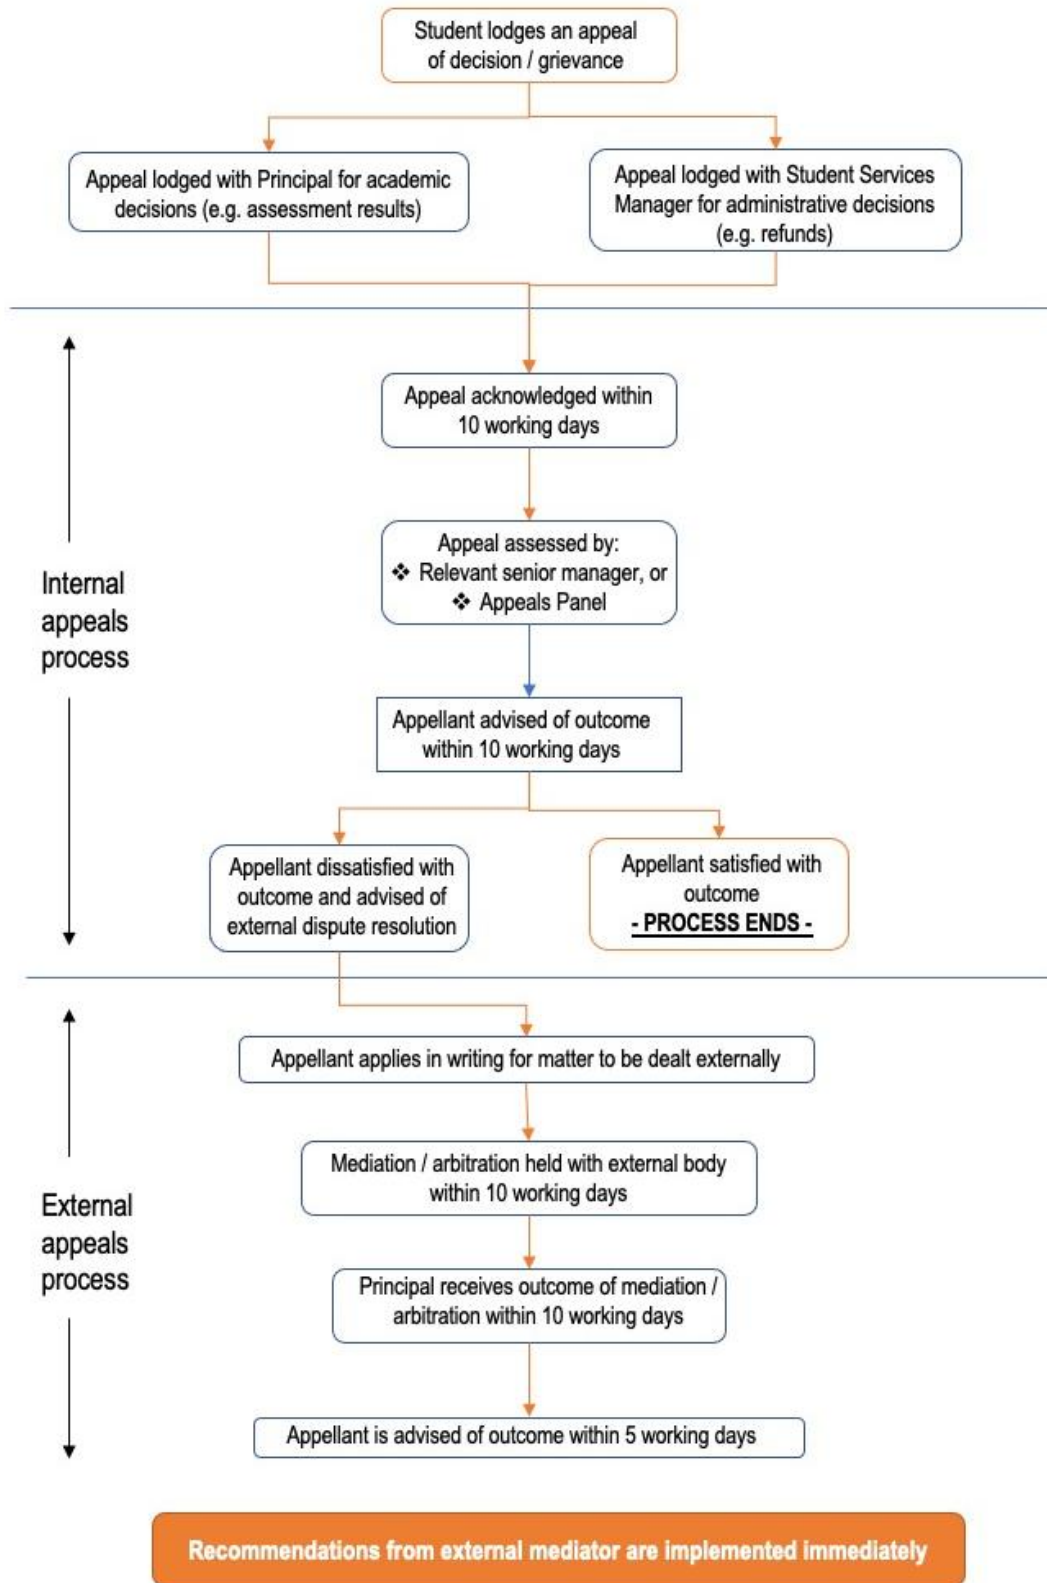 Student lodges an appeal
of decision / grievance
Appeal lodged with Principal for academic
decisions (e.g. assessment results)
Appeal lodged with Student Services
Manager for administrative decisions
(e.g. refunds)
Appeal acknowledged within
10 working days
Appeal assessed by:
❖ Relevant senior manager, or
❖ Appeals Panel
Internal
appeals
process
Appellant advised of outcome
within 10 working days
Appellant dissatisfied with
outcome and advised of
external dispute resolution
Appellant satisfied with
outcome
- PROCESS ENDS -
Appellant applies in writing for matter to be dealt externally
Mediation / arbitration held with external body
within 10 working days
External
appeals
process
Principal receives outcome of mediation /
arbitration within 10 working days
Appellant is advised of outcome within 5 working days
Recommendations from external mediator are implemented immediately